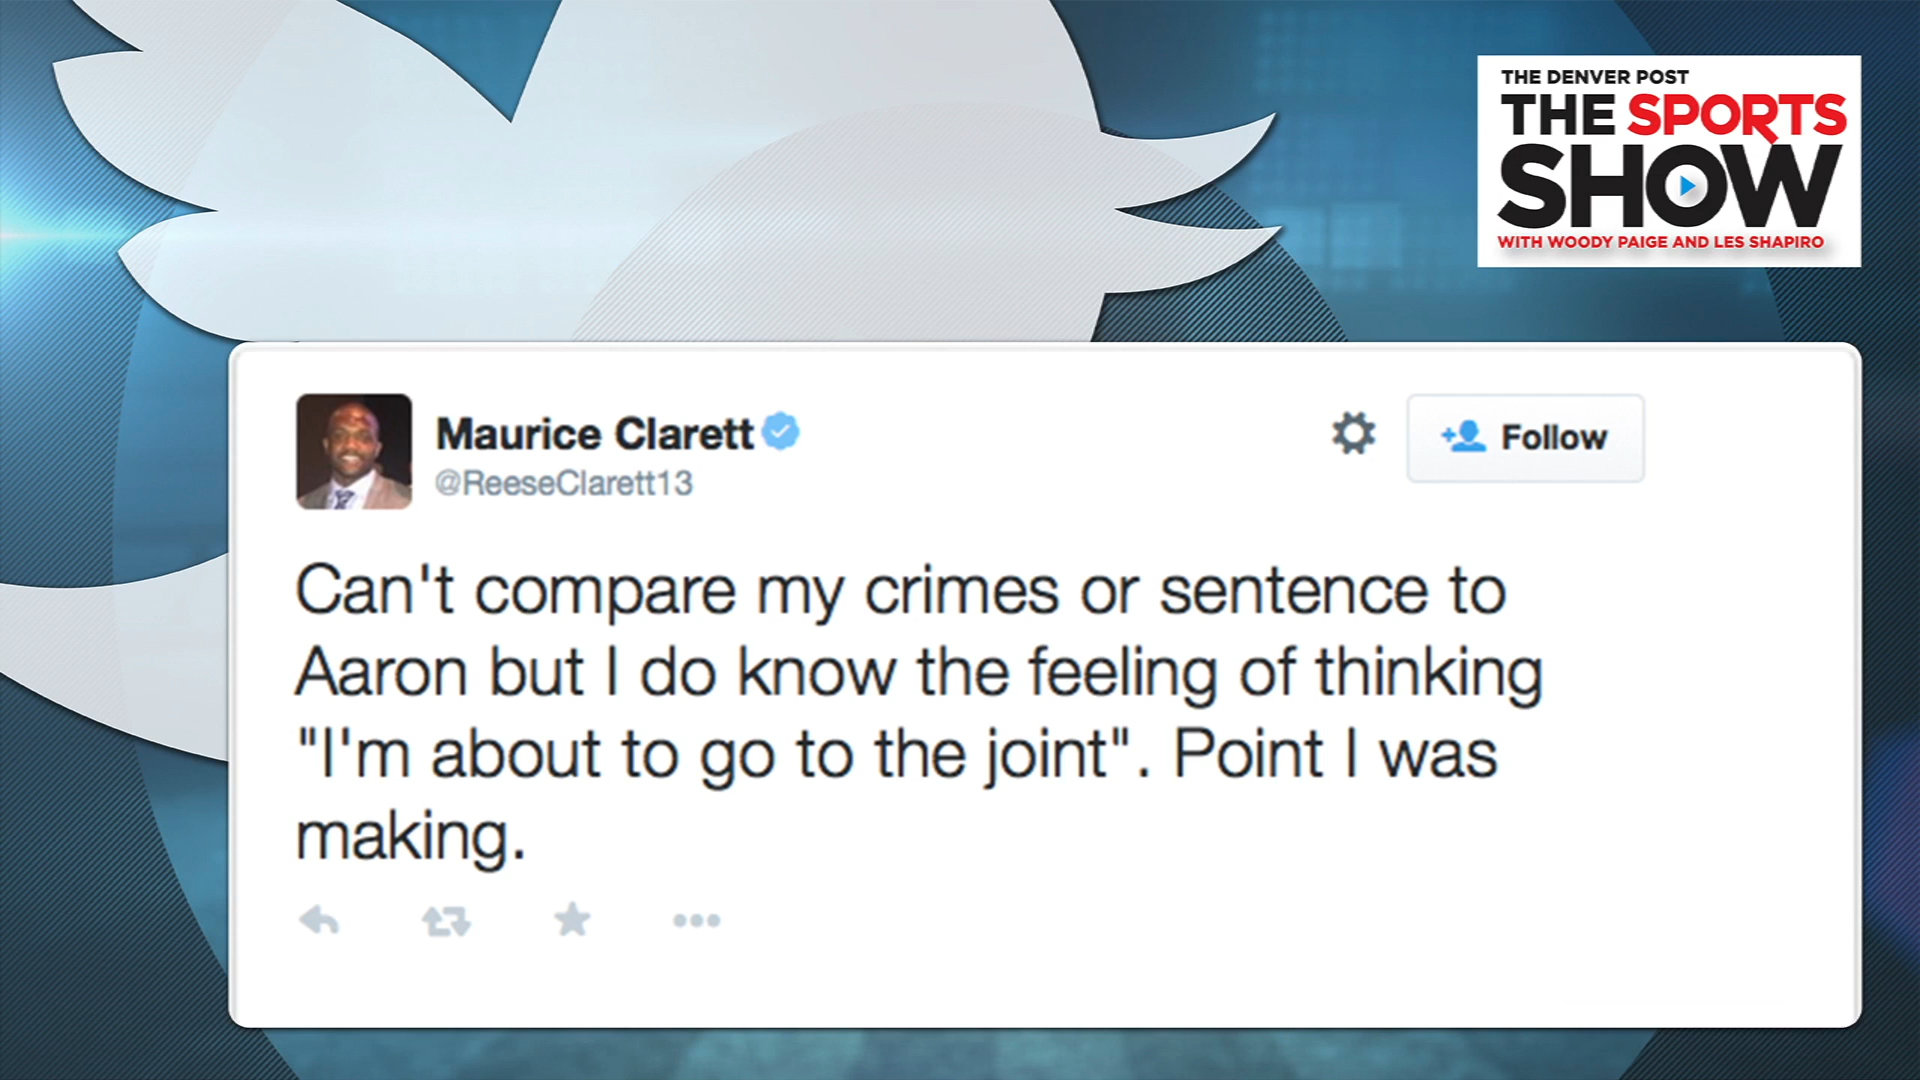 THE DENVER POST
THE SPORTS
SHOW
WITH WOODY PAIGE AND LES SHAPIRO
Maurice Clarett
@ReeseClarett13
Follow
Can't compare my crimes or sentence to
Aaron but I do know the feeling of thinking
"I'm about to go to the joint". Point I was
making.